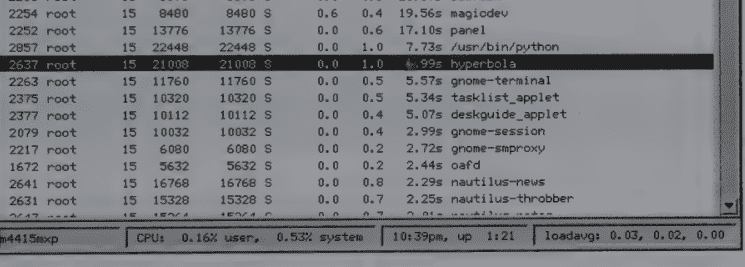 2254 root 15 8480 8480 S 0.6 0.4 19.56s magicdev
2252 root 15 13776 13776 S 0.0 0.6 17.10s panel
2857 root 15 22448 22448 S 0.0 1.0 7.73s /usr/bin/python
2637 root 15 21008 21008 S 0.0 1.0 .99s hyperbola
2263 root 15 11760 11760 S 0.0 0.5 5.57s gnome-terminal
2375 root 15 10320 10320 S 0.0 0.5 5.34s tasklist_applet
2377 root 15 10112 10112 S 0.0 0.4 5.07s deskguide_applet
2079 root 15 10032 10032 S 0.0 0.4 2.99s gnome-session
2217 root 15 6080 6080 S 0.0 0.2 2.72s gnome-smproxy
1672 root 15 5632 5632 S 0.0 0.2 2.44s oafd
2641 root 15 16768 16768 S 0.0 0.8 2.29s nautilus-news
2631 root 15 15328 15328 S 0.0 0.7 2.25s nautilus-throbber
m4415mxp CPU: 0.16% user, 0.53% system 10:39pm, up 1:21 loadavg: 0.03, 0.02, 0.00